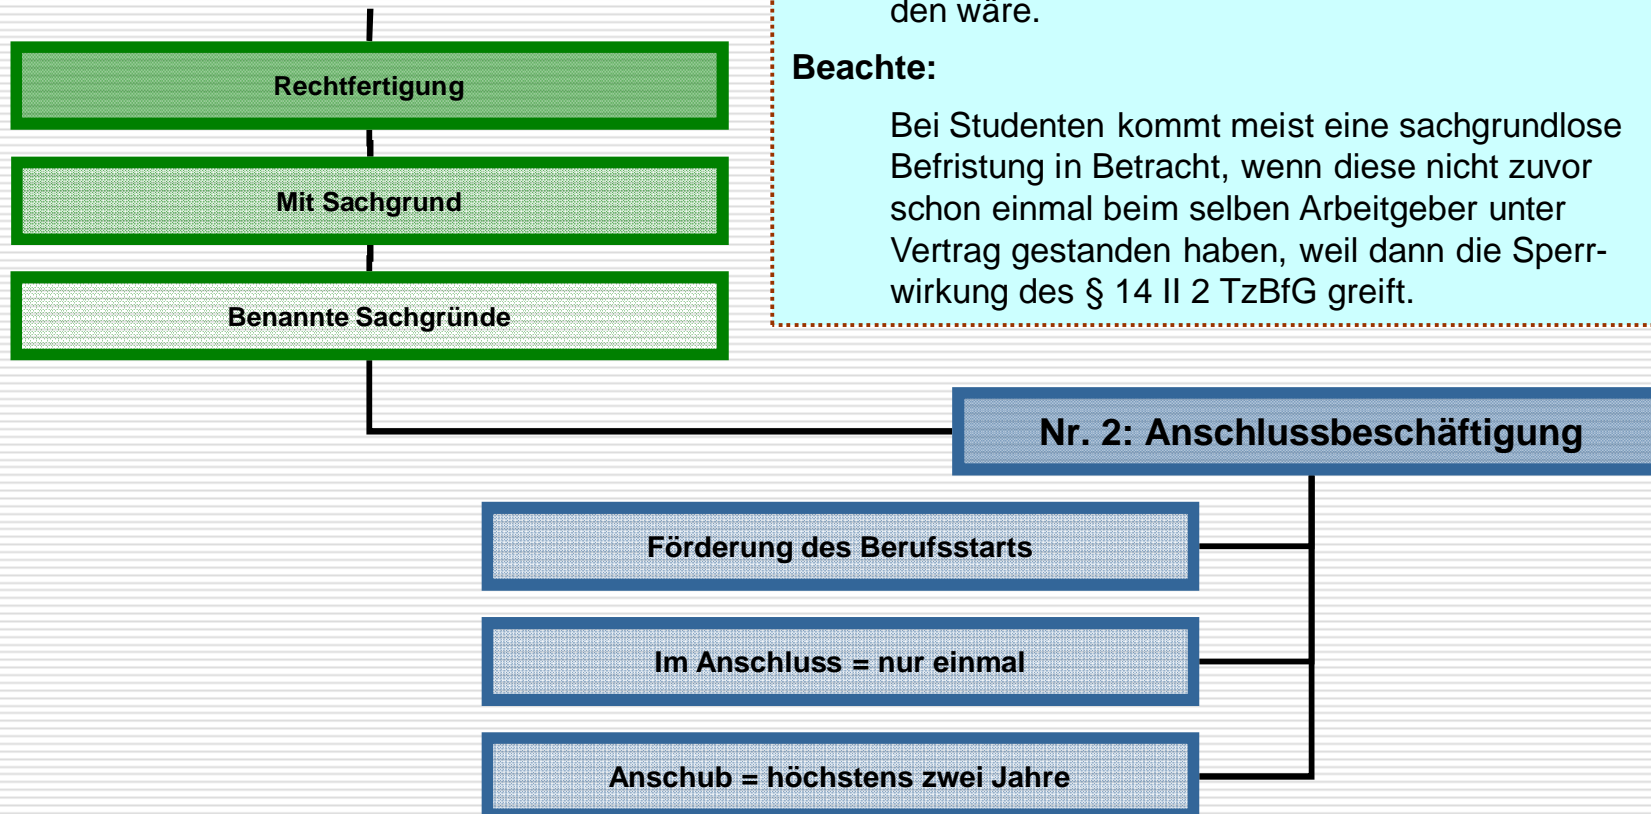 den wäre.
Beachte:
Bei Studenten kommt meist eine sachgrundlose
Befristung in Betracht, wenn diese nicht zuvor
schon einmal beim selben Arbeitgeber unter
Vertrag gestanden haben, weil dann die Sperr-
wirkung des § 14 II 2 TzBfG greift.
Rechtfertigung
Mit Sachgrund
Benannte Sachgründe
Nr. 2: Anschlussbeschäftigung
Förderung des Berufsstarts
Im Anschluss = nur einmal
Anschub = höchstens zwei Jahre